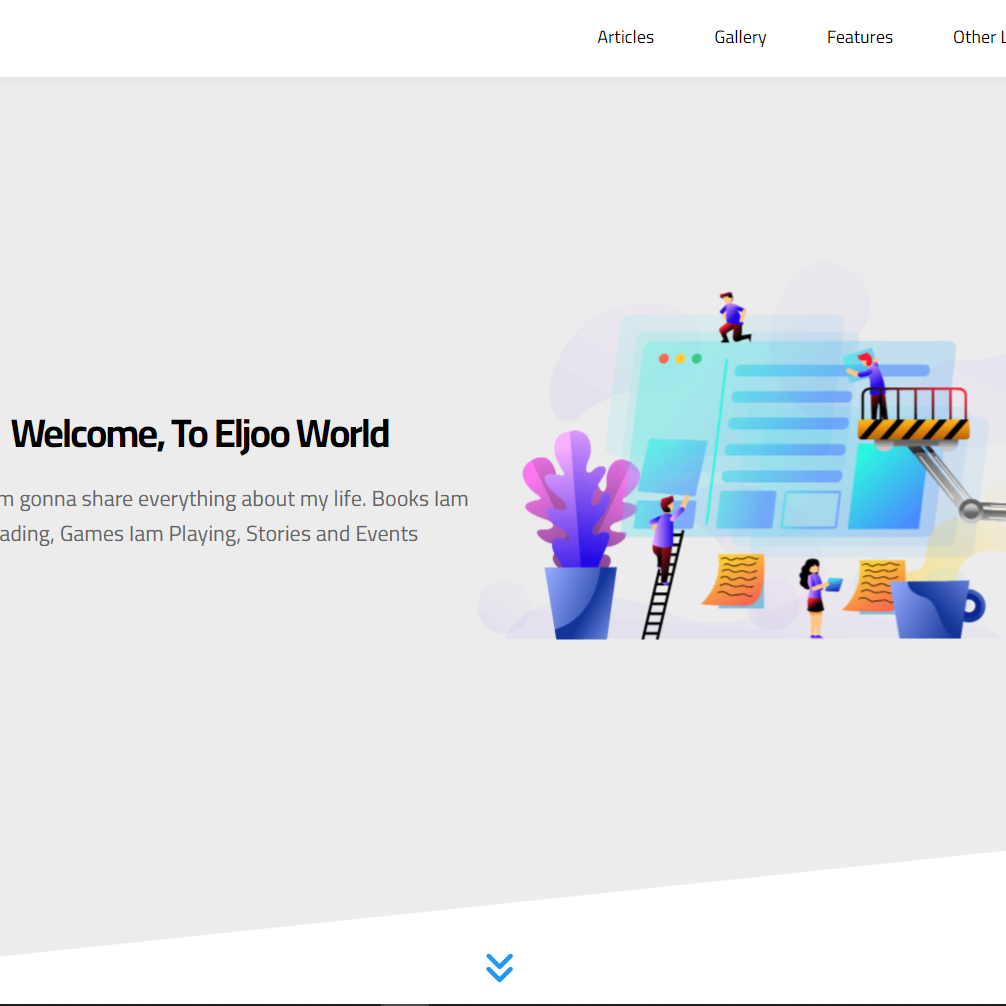 Articles Gallery Features Other
Welcome, To Eljoo World
gonna share everything about my life. Books Iam
Games Iam Playing, Stories and Events